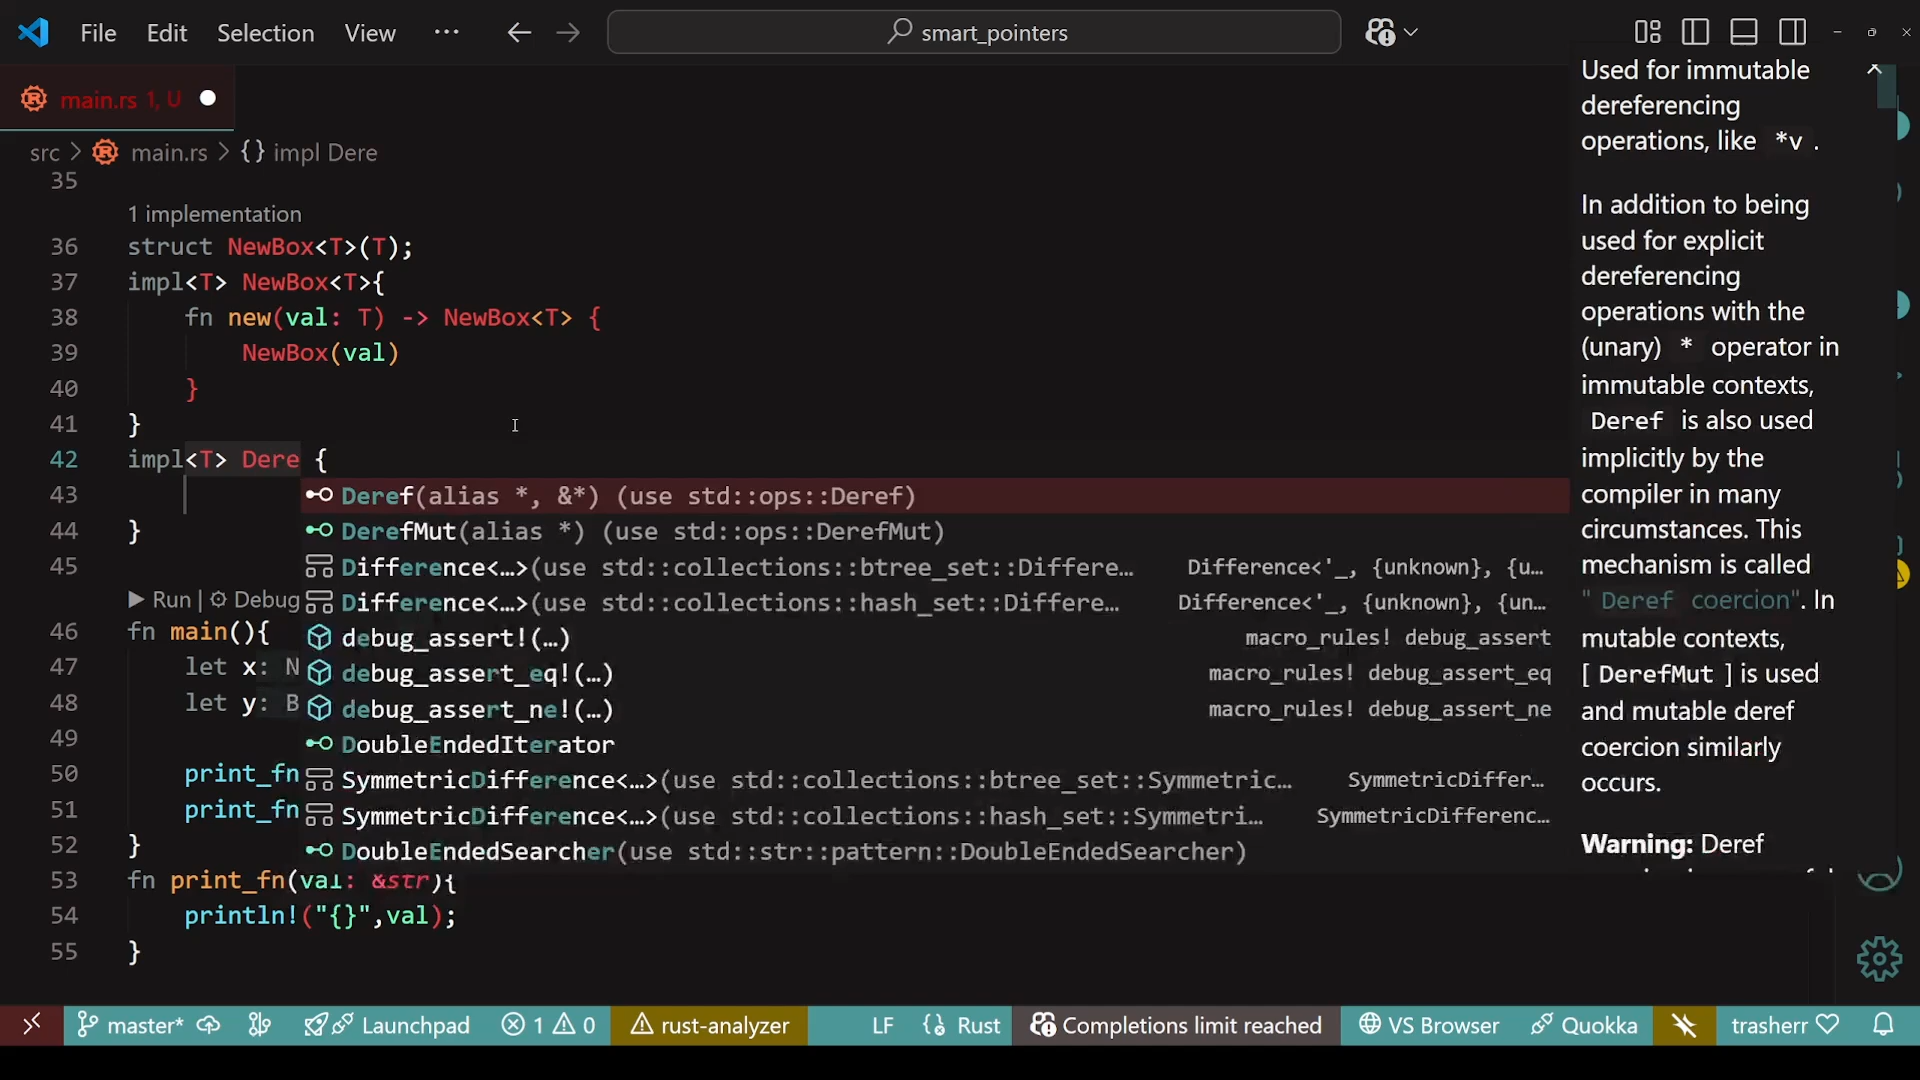 File Edit Selection View ··· smart_pointers
main.rs 1, U
src > main.rs > {} impl Dere
35
1 implementation
36 struct NewBox<T>(T);
37 impl<T> NewBox<T>{
38 fn new(val: T) -> NewBox<T> {
39 NewBox(val)
40 }
41 }
42 impl<T> Dere {
43
44 }
45
Run | Debug
46 fn main(){
47 let x: N
48 let y: B
49
50 print_fn
51 print_fn
52 }
53 fn print_fn(val: &str){
54 println!("{}",val);
55 }
Deref(alias *, &*) (use std::ops::Deref)
DerefMut(alias *) (use std::ops::DerefMut)
Difference<…>(use std::collections::btree_set::Differe… Difference<'_, {unknown}, {u…
Difference<…>(use std::collections::hash_set::Differe… Difference<'_, {unknown}, {un…
debug_assert!(…) macro_rules! debug_assert
debug_assert_eq!(…) macro_rules! debug_assert_eq
debug_assert_ne!(…) macro_rules! debug_assert_ne
DoubleEndedIterator
SymmetricDifference<…>(use std::collections::btree_set::Symmetric… SymmetricDiffer…
SymmetricDifference<…>(use std::collections::hash_set::Symmetri… SymmetricDifferenc…
DoubleEndedSearcher(use std::str::pattern::DoubleEndedSearcher)
Used for immutable
dereferencing
operations, like *v .
In addition to being
used for explicit
dereferencing
operations with the
(unary) * operator in
immutable contexts,
Deref is also used
implicitly by the
compiler in many
circumstances. This
mechanism is called
" Deref coercion". In
mutable contexts,
[ DerefMut ] is used
and mutable deref
coercion similarly
occurs.
Warning: Deref
master* Launchpad 1 0 rust-analyzer LF Rust Completions limit reached VS Browser Quokka trasherr